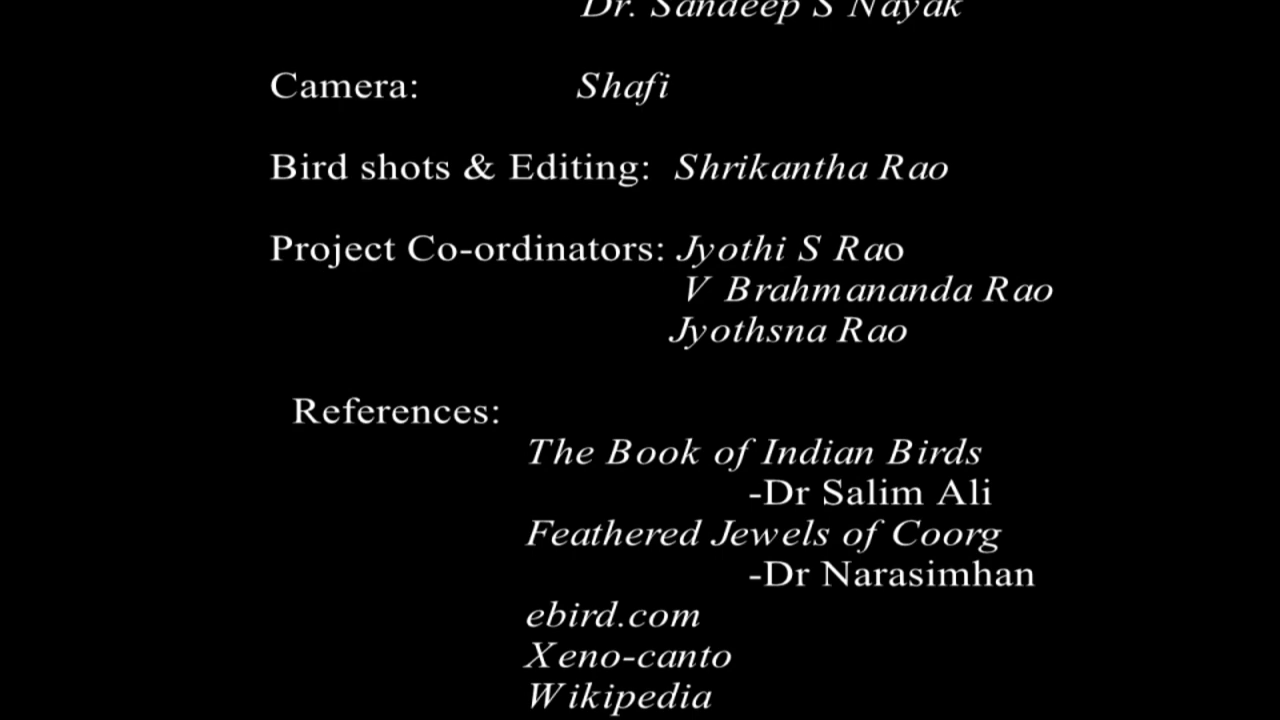 Dr. Sandeep S Nayak
Camera: Shafi
Bird shots & Editing: Shrikantha Rao
Project Co-ordinators: Jyothi S Rao
V Brahmananda Rao
Jyothsna Rao
References:
The Book of Indian Birds
-Dr Salim Ali
Feathered Jewels of Coorg
-Dr Narasimhan
ebird.com
Xeno-canto
Wikipedia